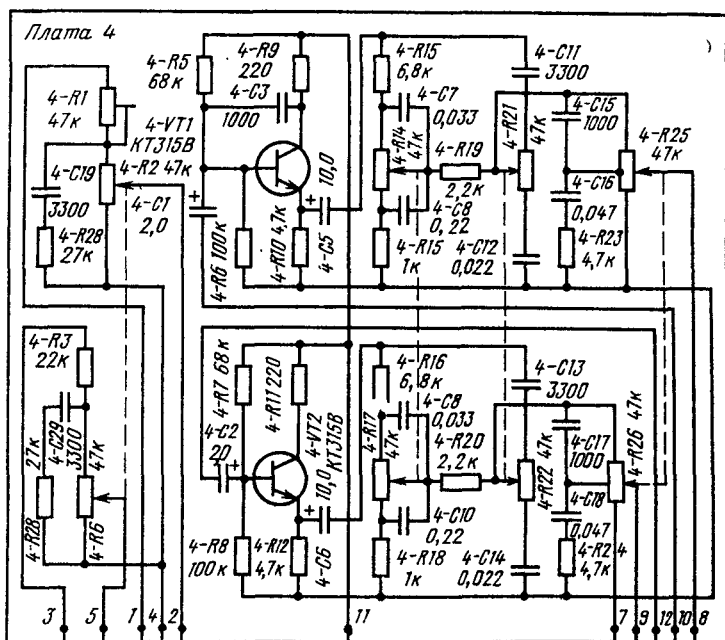 Плата 4
4-R1
47к
4-C19
3300
4-R28
27к
4-R2 47к
4-R5
68к
4-R9
220
4-C3
1000
4-VT1
КТ315В
4-C1
2,0
4-R6 100к
4-R10 4,7к
10,0
4-C5
4-R15
6,8к
4-C7
0,033
4-R14
47к
4-R19
2,2к
4-C8
0,22
4-R15
1к
4-C11
3300
4-R21
47к
4-C12
0,022
4-C15
1000
4-R25
47к
4-C16
0,047
4-R23
4,7к
4-R3
22к
4-C29
3300
27к
4-R28
47к
4-R6
4-R7 68к
4-R11 220
4-C2
20
4-VT2
КТ315В
10,0
4-R8
100к
4-R12
4,7к
4-C6
4-R16
6,8к
4-C8
0,033
4-R17
47к
4-R20
2,2к
4-C10
0,22
4-R18
1к
4-C13
3300
4-R22
47к
4-C14
0,022
4-C17
1000
4-R26 47к
4-C18
0,047
4-R24
4,7к
3 5 1 4 2 11 7 9 12 10 8